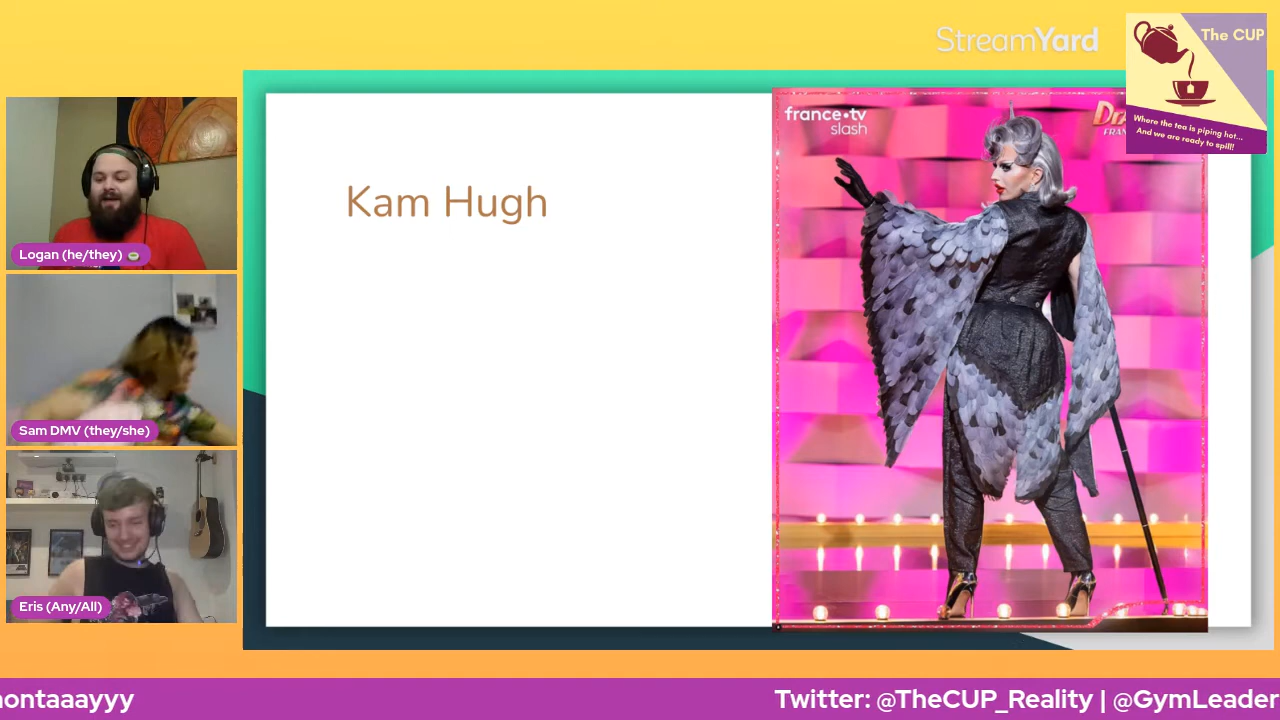 StreamYard
The CUP
Where the tea is piping hot...
And we are ready to spill!
france•tv
slash
Kam Hugh
Logan (he/they)
Sam DMV (they/she)
Eris (Any/All)
ontaaayyy
Twitter: @TheCUP_Reality | @GymLeader